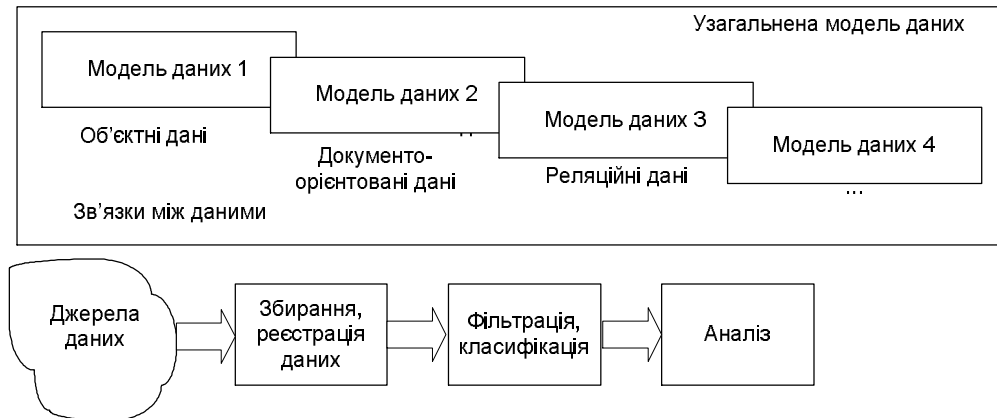 Узагальнена модель даних
Модель даних 1
Модель даних 2
Модель даних 3
Модель даних 4
Об’єктні дані
Документо-
орієнтовані дані
Реляційні дані
...
Зв’язки між даними
Джерела
даних
Збирання,
реєстрація
даних
Фільтрація,
класифікація
Аналіз